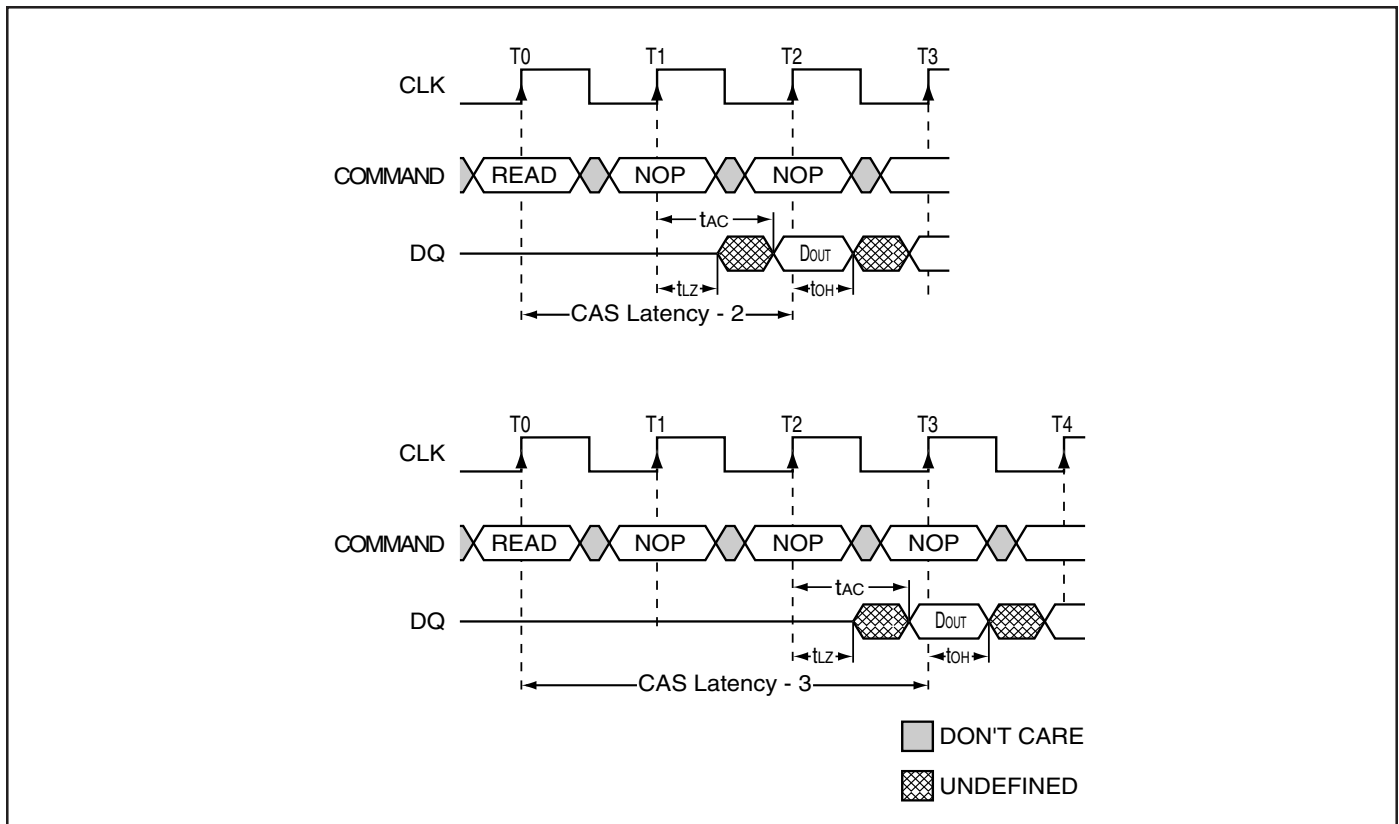 T0 T1 T2 T3
CLK
COMMAND READ NOP NOP
tAC
DQ DOUT
tLZ tOH
CAS Latency - 2
T0 T1 T2 T3 T4
CLK
COMMAND READ NOP NOP NOP
tAC
DQ DOUT
tLZ tOH
CAS Latency - 3
DON'T CARE
UNDEFINED